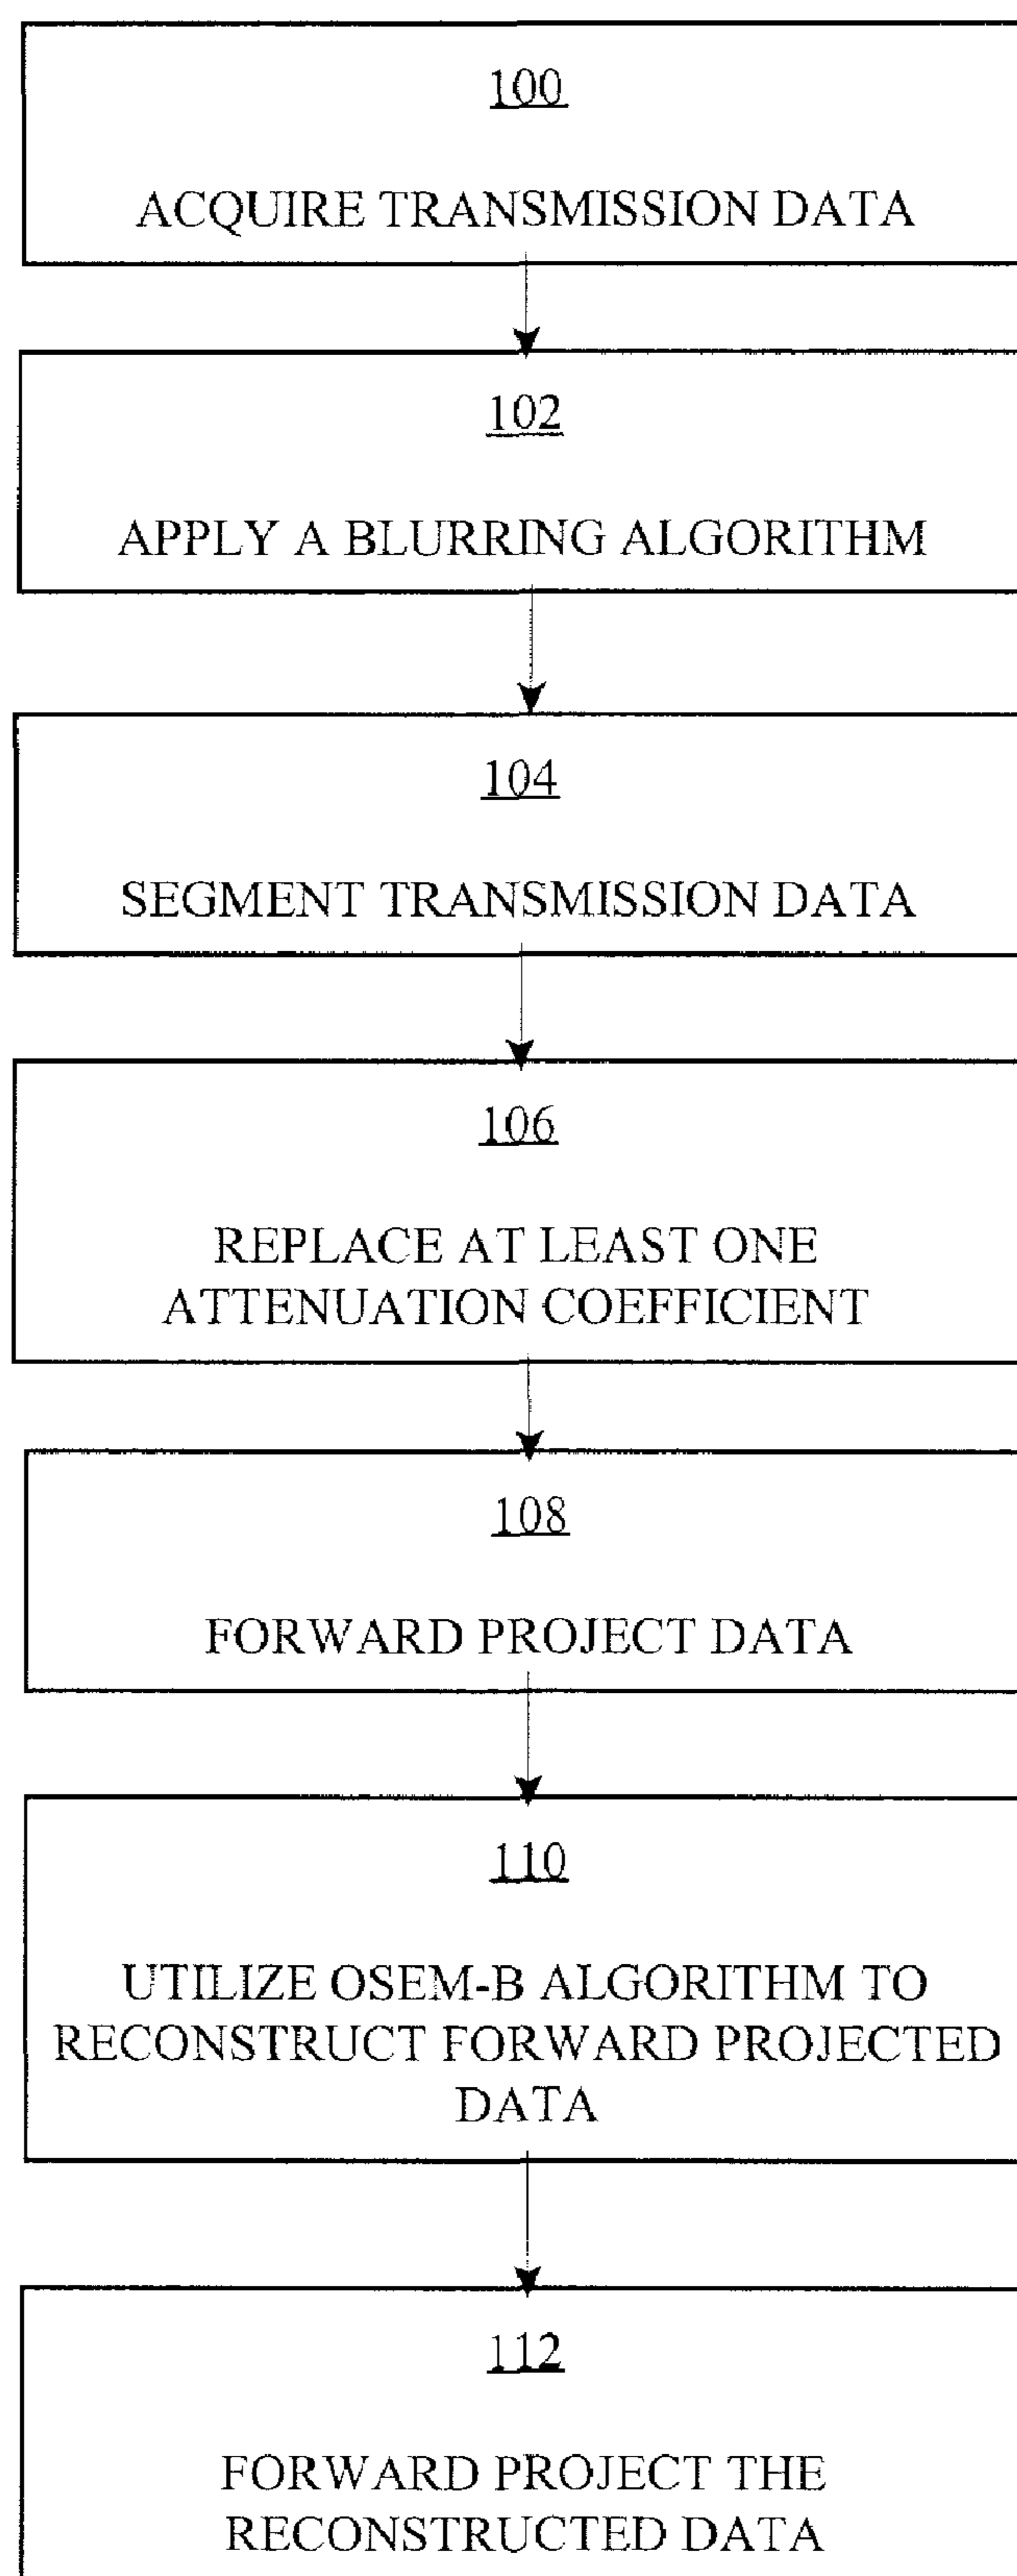 100
ACQUIRE TRANSMISSION DATA
102
APPLY A BLURRING ALGORITHM
104
SEGMENT TRANSMISSION DATA
106
REPLACE AT LEAST ONE
ATTENUATION COEFFICIENT
108
FORWARD PROJECT DATA
110
UTILIZE OSEM-B ALGORITHM TO
RECONSTRUCT FORWARD PROJECTED
DATA
112
FORWARD PROJECT THE
RECONSTRUCTED DATA